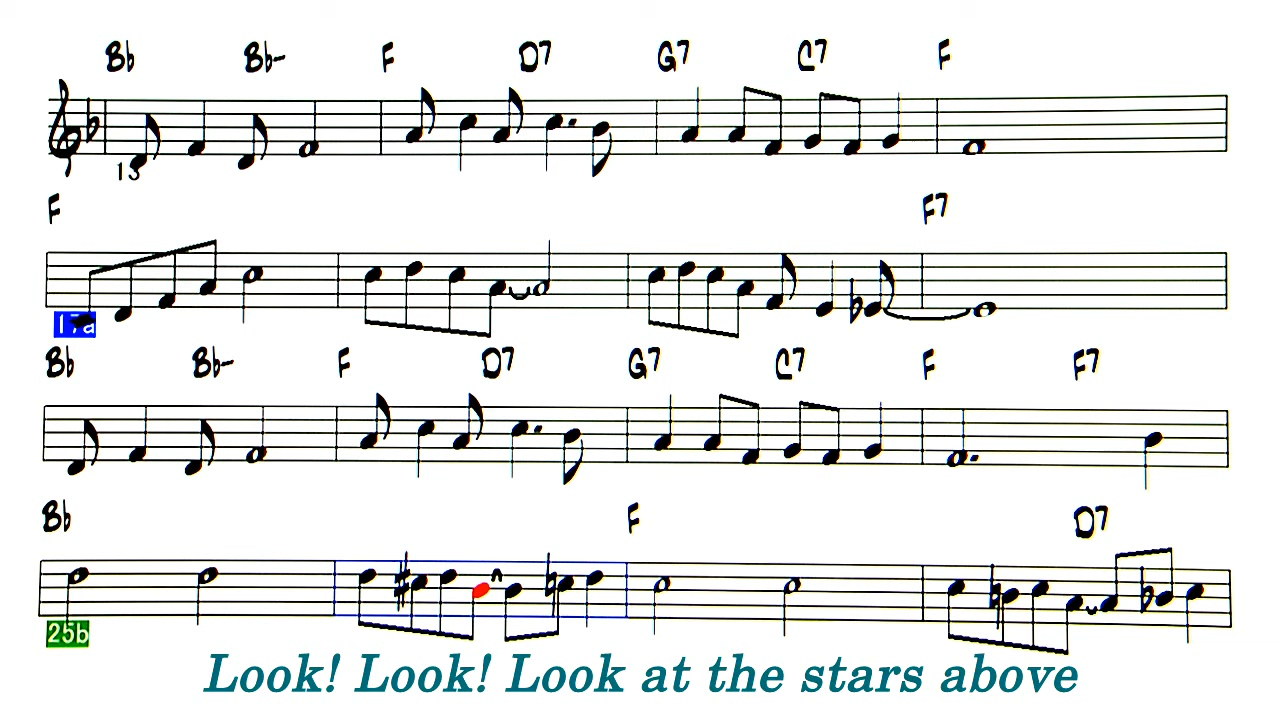 Bb Bb- F D7 G7 C7 F
13
F F7
17a
Bb Bb- F D7 G7 C7 F F7
Bb F D7
25b
Look! Look! Look at the stars above